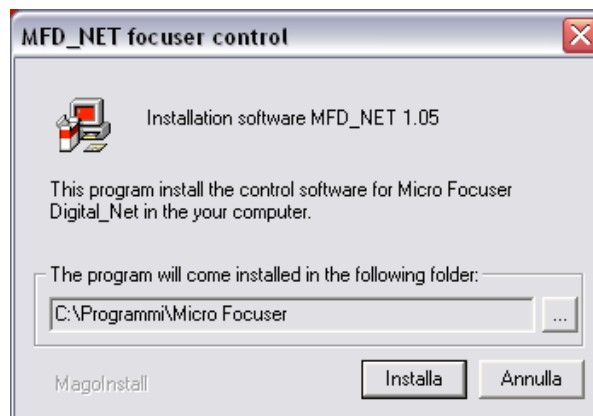 MFD_NET focuser control
Installation software MFD_NET 1.05
This program install the control software for Micro Focuser
Digital_Net in the your computer.
The program will come installed in the following folder:
C:\Programmi\Micro Focuser
...
MagoInstall
Installa
Annulla